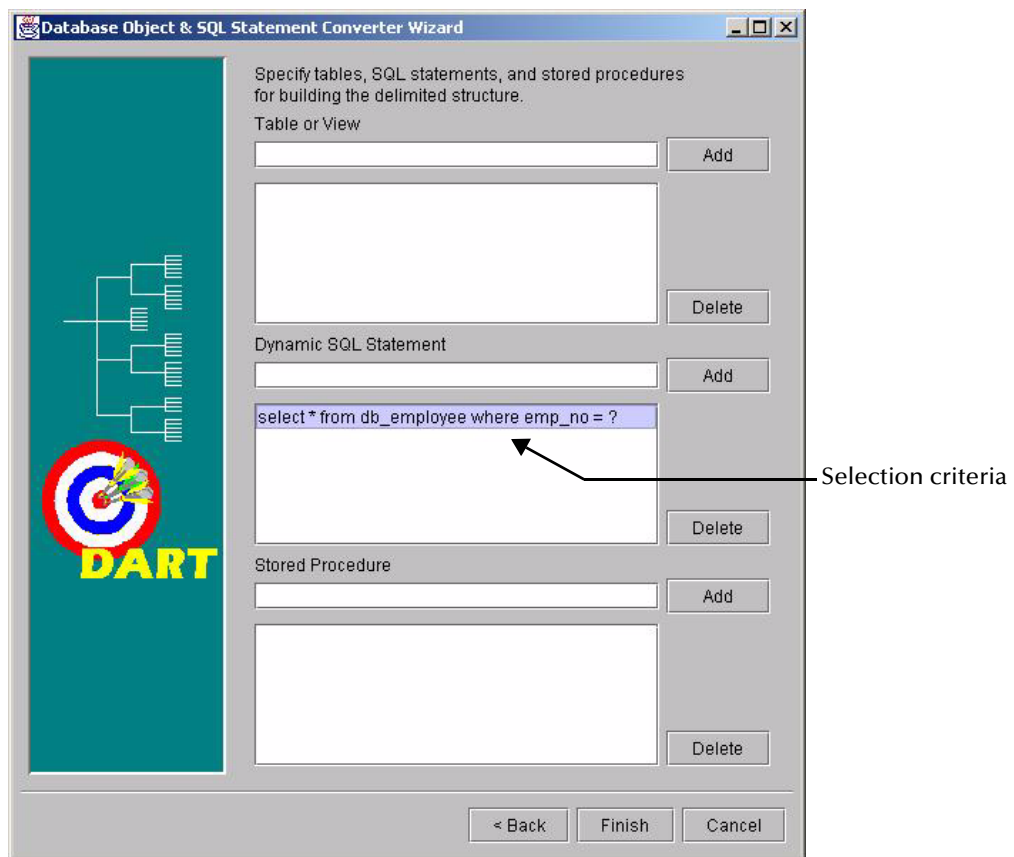 Database Object & SQL Statement Converter Wizard
Specify tables, SQL statements, and stored procedures
for building the delimited structure.
Table or View
Add
Delete
Dynamic SQL Statement
Add
select * from db_employee where emp_no = ?
Selection criteria
Delete
DART
Stored Procedure
Add
Delete
< Back
Finish
Cancel